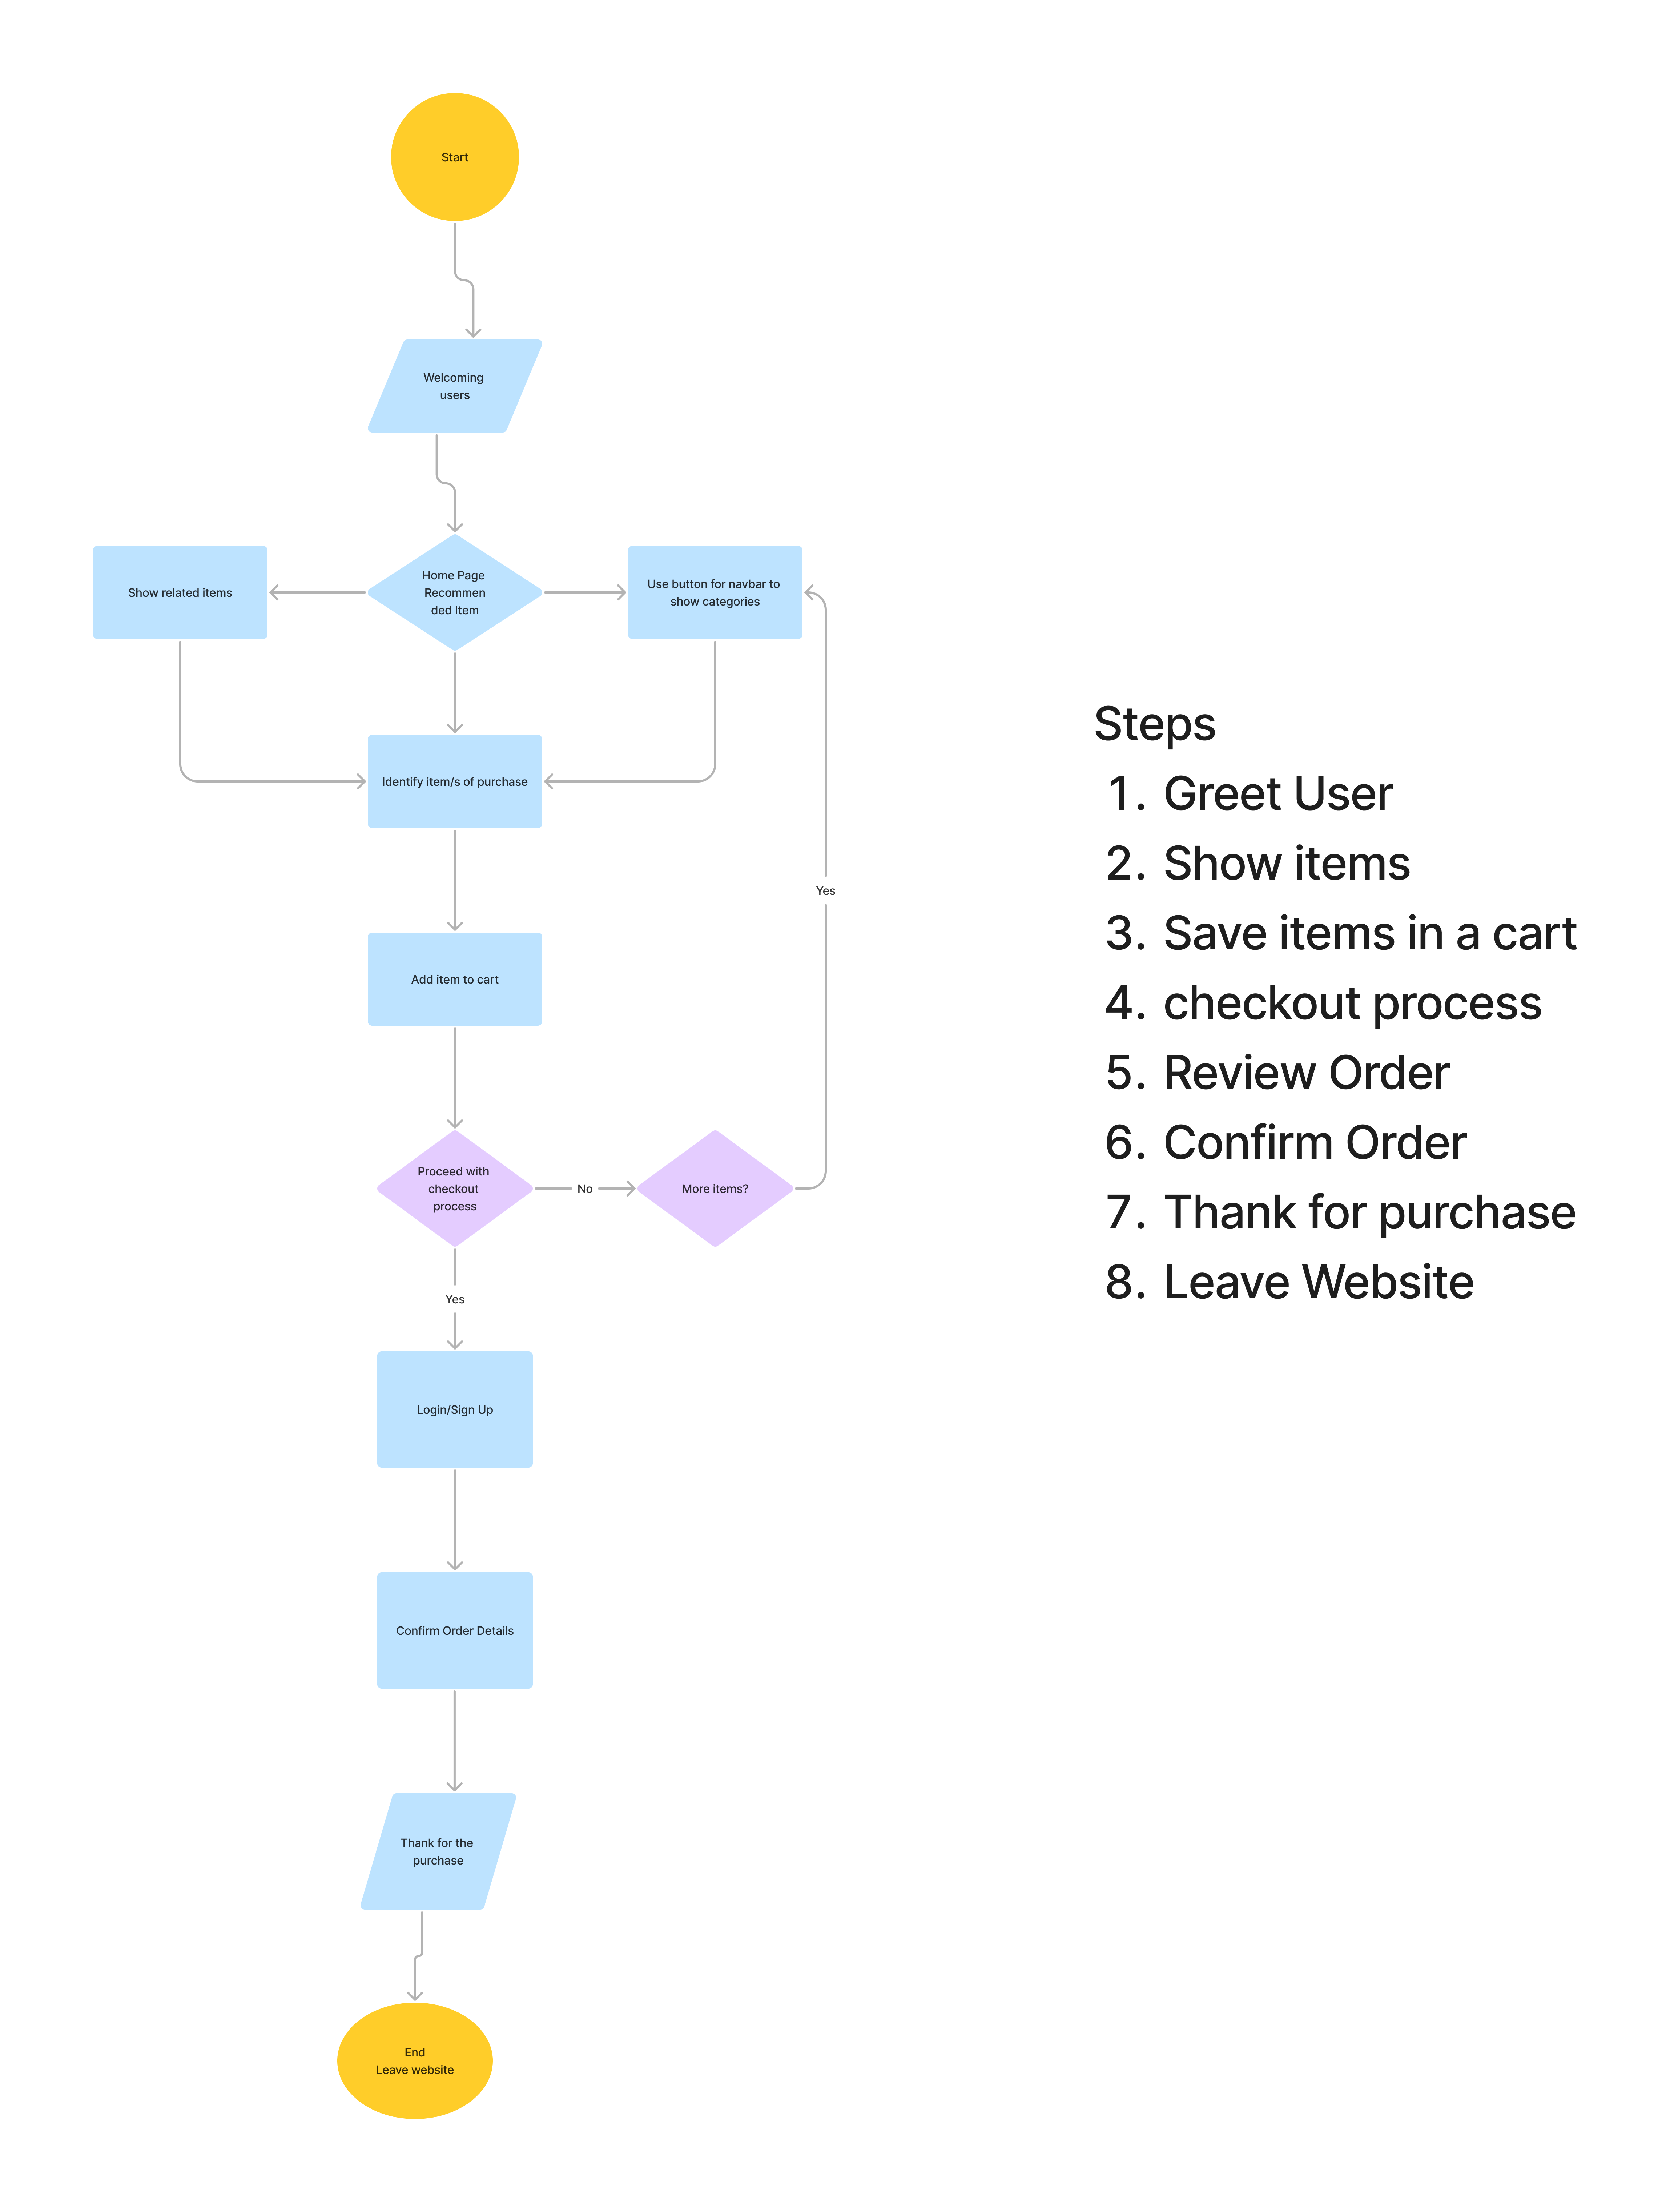 Start
Welcoming
users
Show related items
Home Page
Recommen
ded Item
Use button for navbar to
show categories
Identify item/s of purchase
Add item to cart
Yes
Proceed with
checkout
process
No
More items?
Yes
Login/Sign Up
Confirm Order Details
Thank for the
purchase
End
Leave website
Steps
1. Greet User
2. Show items
3. Save items in a cart
4. checkout process
5. Review Order
6. Confirm Order
7. Thank for purchase
8. Leave Website